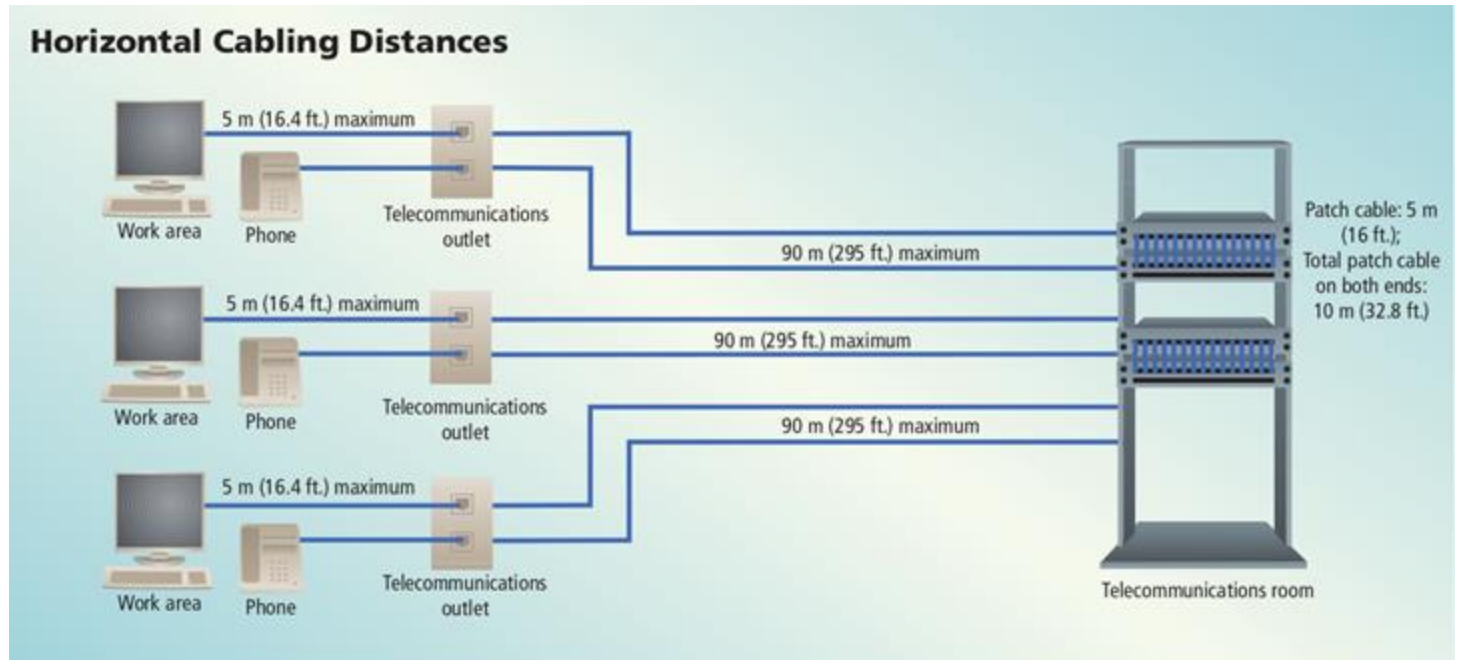 Horizontal Cabling Distances
5 m (16.4 ft.) maximum
Work area
Phone
Telecommunications
outlet
90 m (295 ft.) maximum
Patch cable: 5 m
(16 ft.);
Total patch cable
on both ends:
10 m (32.8 ft.)
5 m (16.4 ft.) maximum
Work area
Phone
Telecommunications
outlet
90 m (295 ft.) maximum
5 m (16.4 ft.) maximum
Work area
Phone
Telecommunications
outlet
90 m (295 ft.) maximum
Telecommunications room